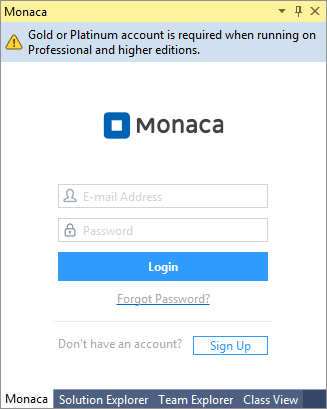 Monaca
Gold or Platinum account is required when running on
Professional and higher editions.
Monaca
E-mail Address
Password
Login
Forgot Password?
Don't have an account? Sign Up
Monaca Solution Explorer Team Explorer Class View